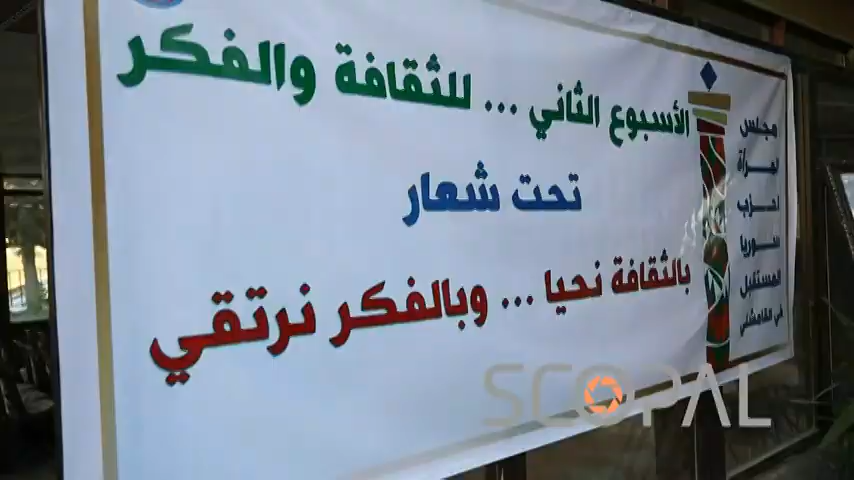 الأسبوع الثاني ... للثقافة والفكر
تحت شعار
بالثقافة نحيا ... وبالفكر نرتقي
مجلس
المرأة
لحزب
سوريا
المستقبل
في القامشلي
SCOPAL